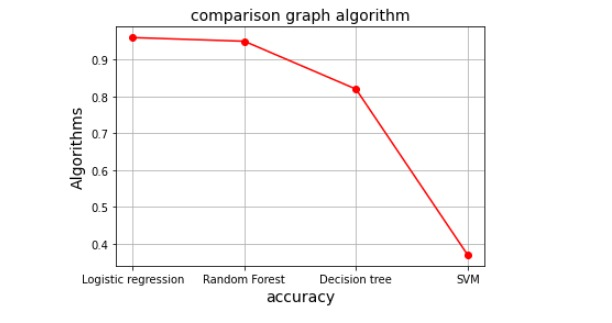 comparison graph algorithm
0.9
0.8
0.7
0.6
0.5
0.4
Algorithms
Logistic regression Random Forest Decision tree SVM
accuracy